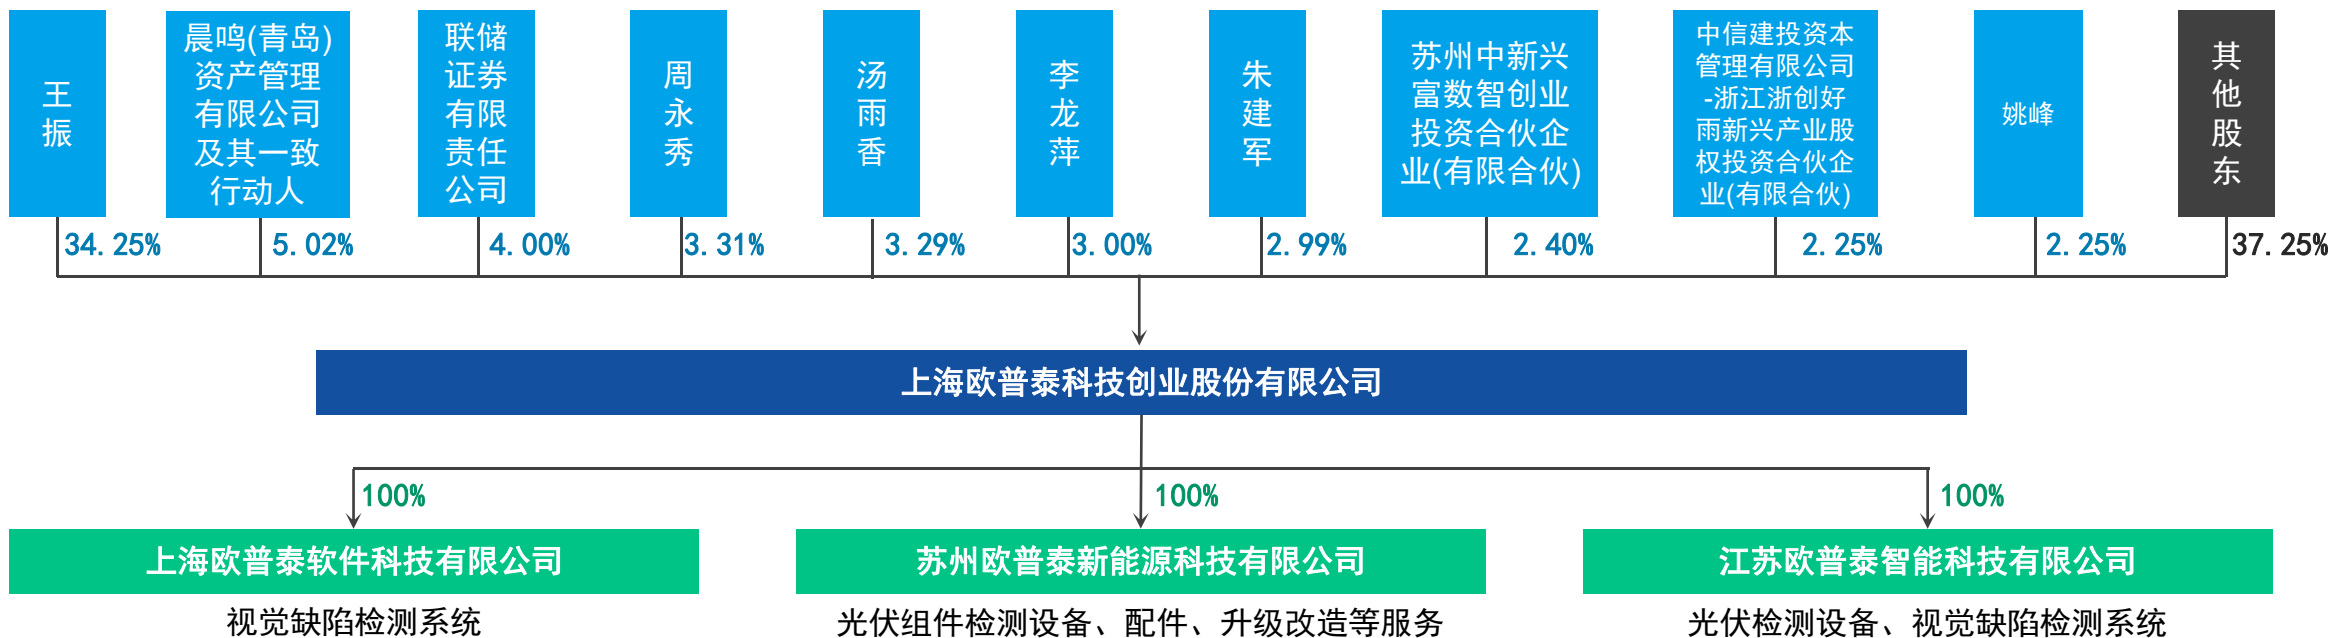 王
振
晨鸣(青岛)
资产管理
有限公司
及其一致
行动人
联储
证券
有限
责任
公司
周
永
秀
汤
雨
香
李
龙
萍
朱
建
军
苏州中新兴
富数智创业
投资合伙企
业(有限合伙)
中信建投资本
管理有限公司
-浙江浙创好
雨新兴产业股
权投资合伙企
业(有限合伙)
姚峰
其
他
股
东
34.25%
5.02%
4.00%
3.31%
3.29%
3.00%
2.99%
2.40%
2.25%
2.25%
37.25%
上海欧普泰科技创业股份有限公司
100%
100%
100%
上海欧普泰软件科技有限公司
苏州欧普泰新能源科技有限公司
江苏欧普泰智能科技有限公司
视觉缺陷检测系统
光伏组件检测设备、配件、升级改造等服务
光伏检测设备、视觉缺陷检测系统